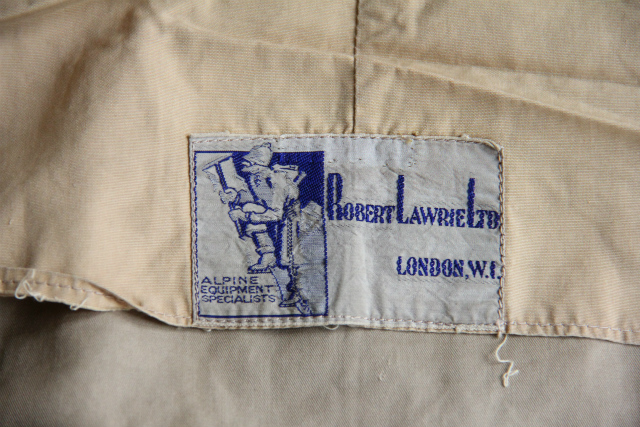 ROBERT LAWRIE LTD
LONDON, W.1.
ALPINE
EQUIPMENT
SPECIALISTS